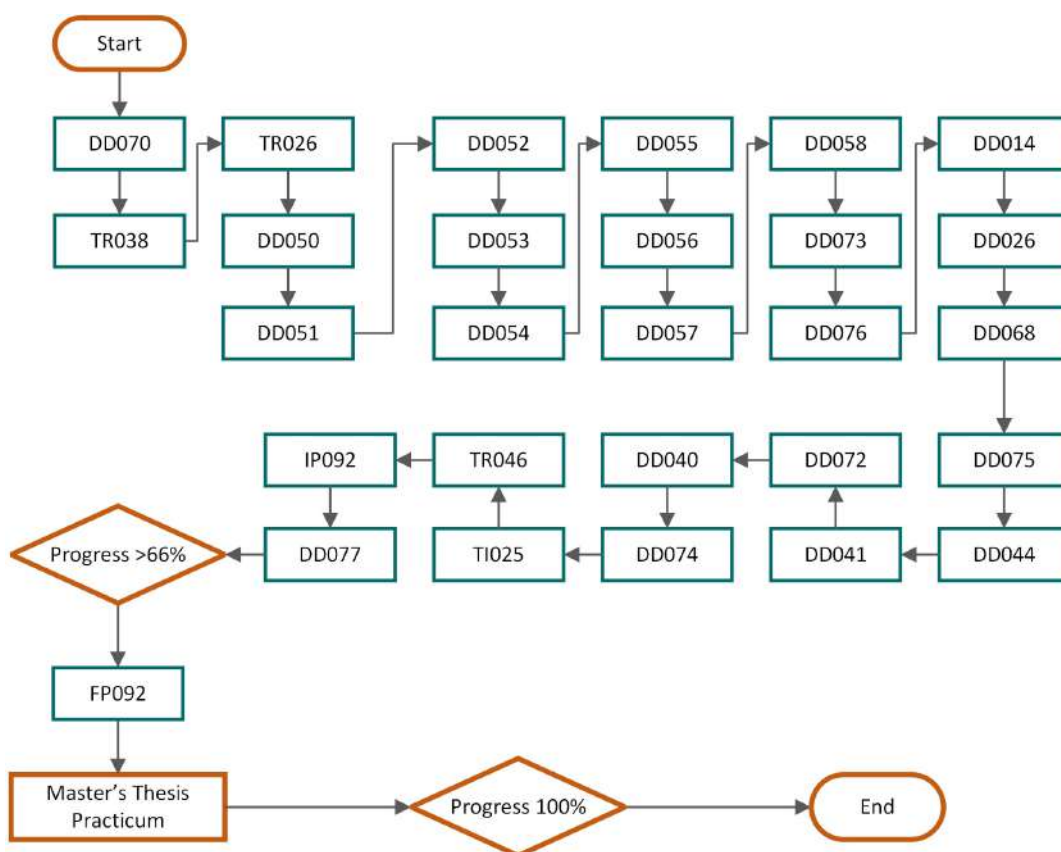 Start
DD070
TR038
TR026
DD050
DD051
DD052
DD053
DD054
DD055
DD056
DD057
DD058
DD073
DD076
DD014
DD026
DD068
DD075
DD044
DD041
DD072
DD040
DD074
TI025
TR046
IP092
DD077
Progress >66%
FP092
Master's Thesis
Practicum
Progress 100%
End